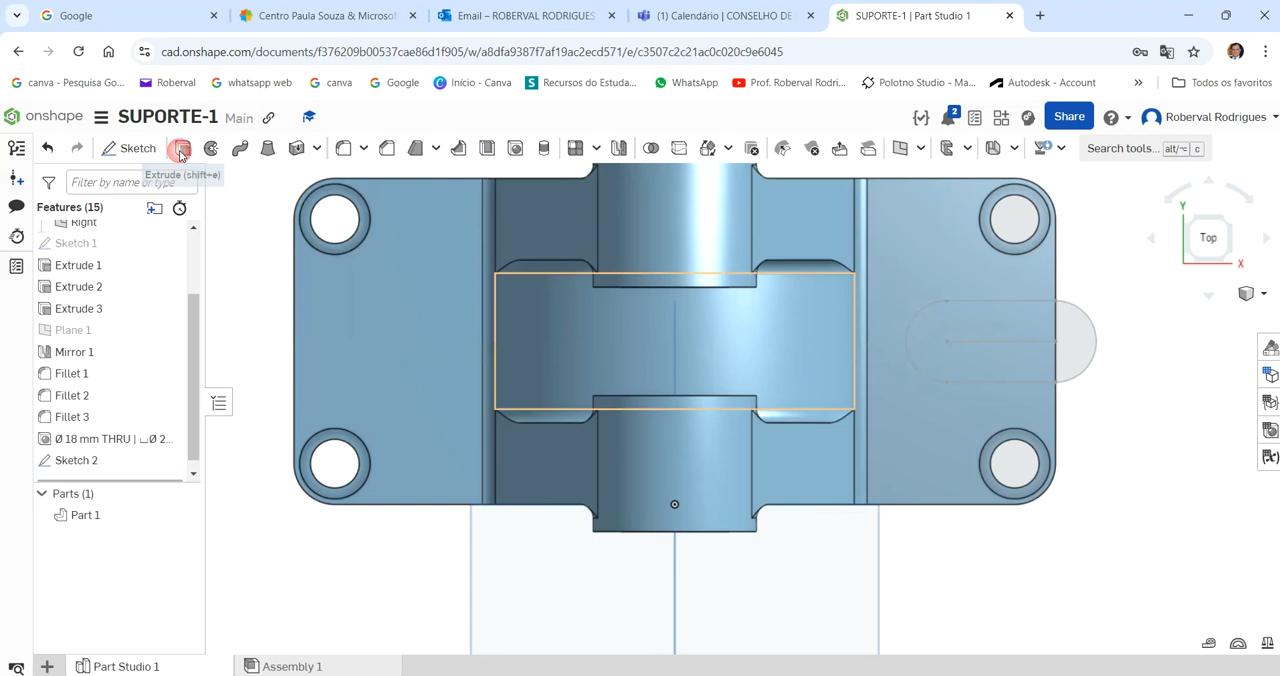 Google
Centro Paula Souza & Microsof
Email – ROBERVAL RODRIGUES
(1) Calendário | CONSELHO DE
SUPORTE-1 | Part Studio 1
cad.onshape.com/documents/f376209b00537cae86d1f905/w/a8dfa9387f7af19ac2ecd571/e/c3507c2c21ac0c020c9e6045
canva - Pesquisa Go...
Roberval
whatsapp web
canva
Google
Início - Canva
Recursos do Estuda...
WhatsApp
Prof. Roberval Rodri...
Polotno Studio - Ma...
Autodesk - Account
Todos os favoritos
onshape
SUPORTE-1
Main
2
Share
Roberval Rodrigues
Sketch
Search tools...
alt/⌥
c
Extrude (shift+e)
Filter by name or type
Features (15)
Right
Sketch 1
Extrude 1
Extrude 2
Extrude 3
Plane 1
Mirror 1
Fillet 1
Fillet 2
Fillet 3
Ø 18 mm THRU | ⌴Ø 2...
Sketch 2
Parts (1)
Part 1
Y
Top
X
Part Studio 1
Assembly 1